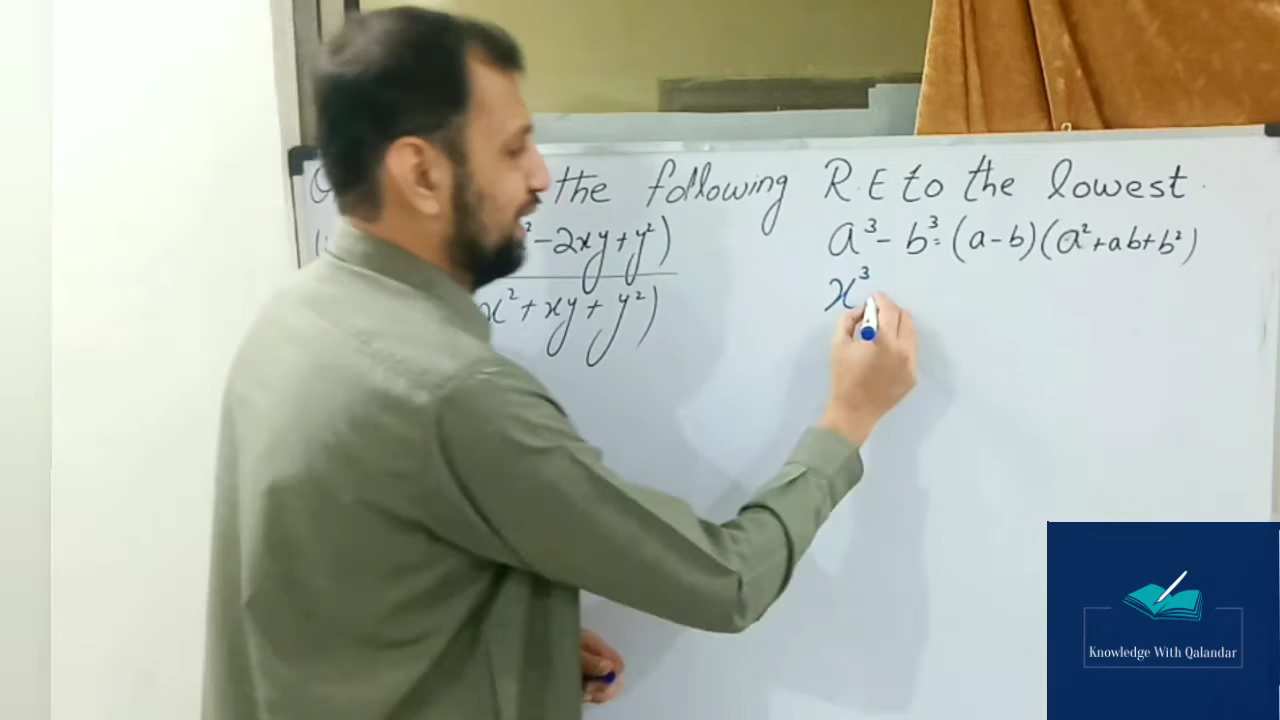 the following R.E to the lowest
² - 2xy + y²)
a³ - b³ = (a - b)(a² + ab + b²)
x² + xy + y²)
x³
Knowledge With Qalandar